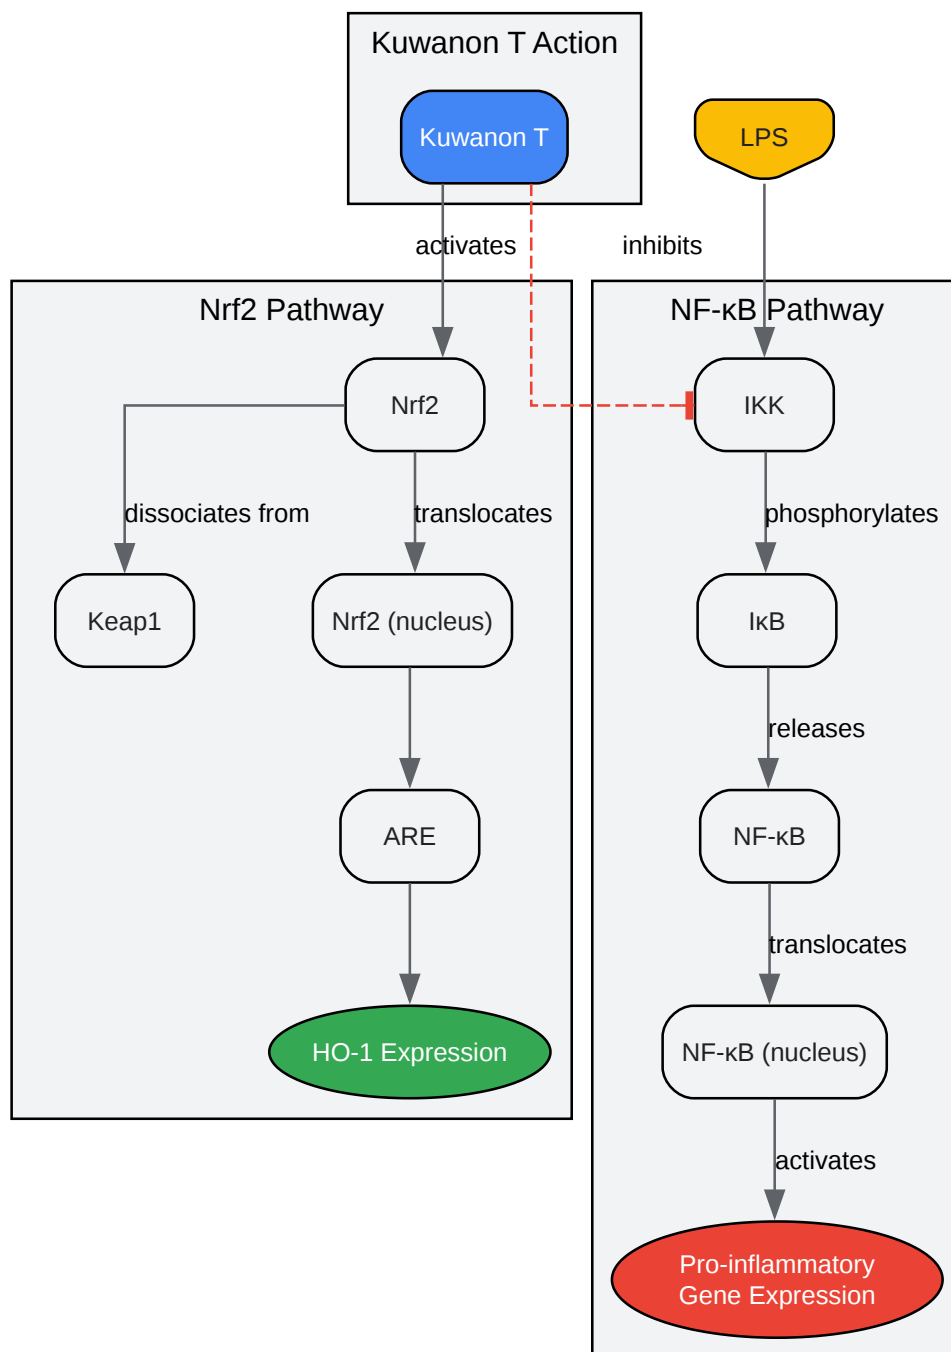 Kuwanon T Action
Kuwanon T
LPS
activates
inhibits
Nrf2 Pathway
NF-κB Pathway
Nrf2
IKK
dissociates from
translocates
phosphorylates
Keap1
Nrf2 (nucleus)
IκB
releases
ARE
NF-κB
translocates
HO-1 Expression
NF-κB (nucleus)
activates
Pro-inflammatory
Gene Expression